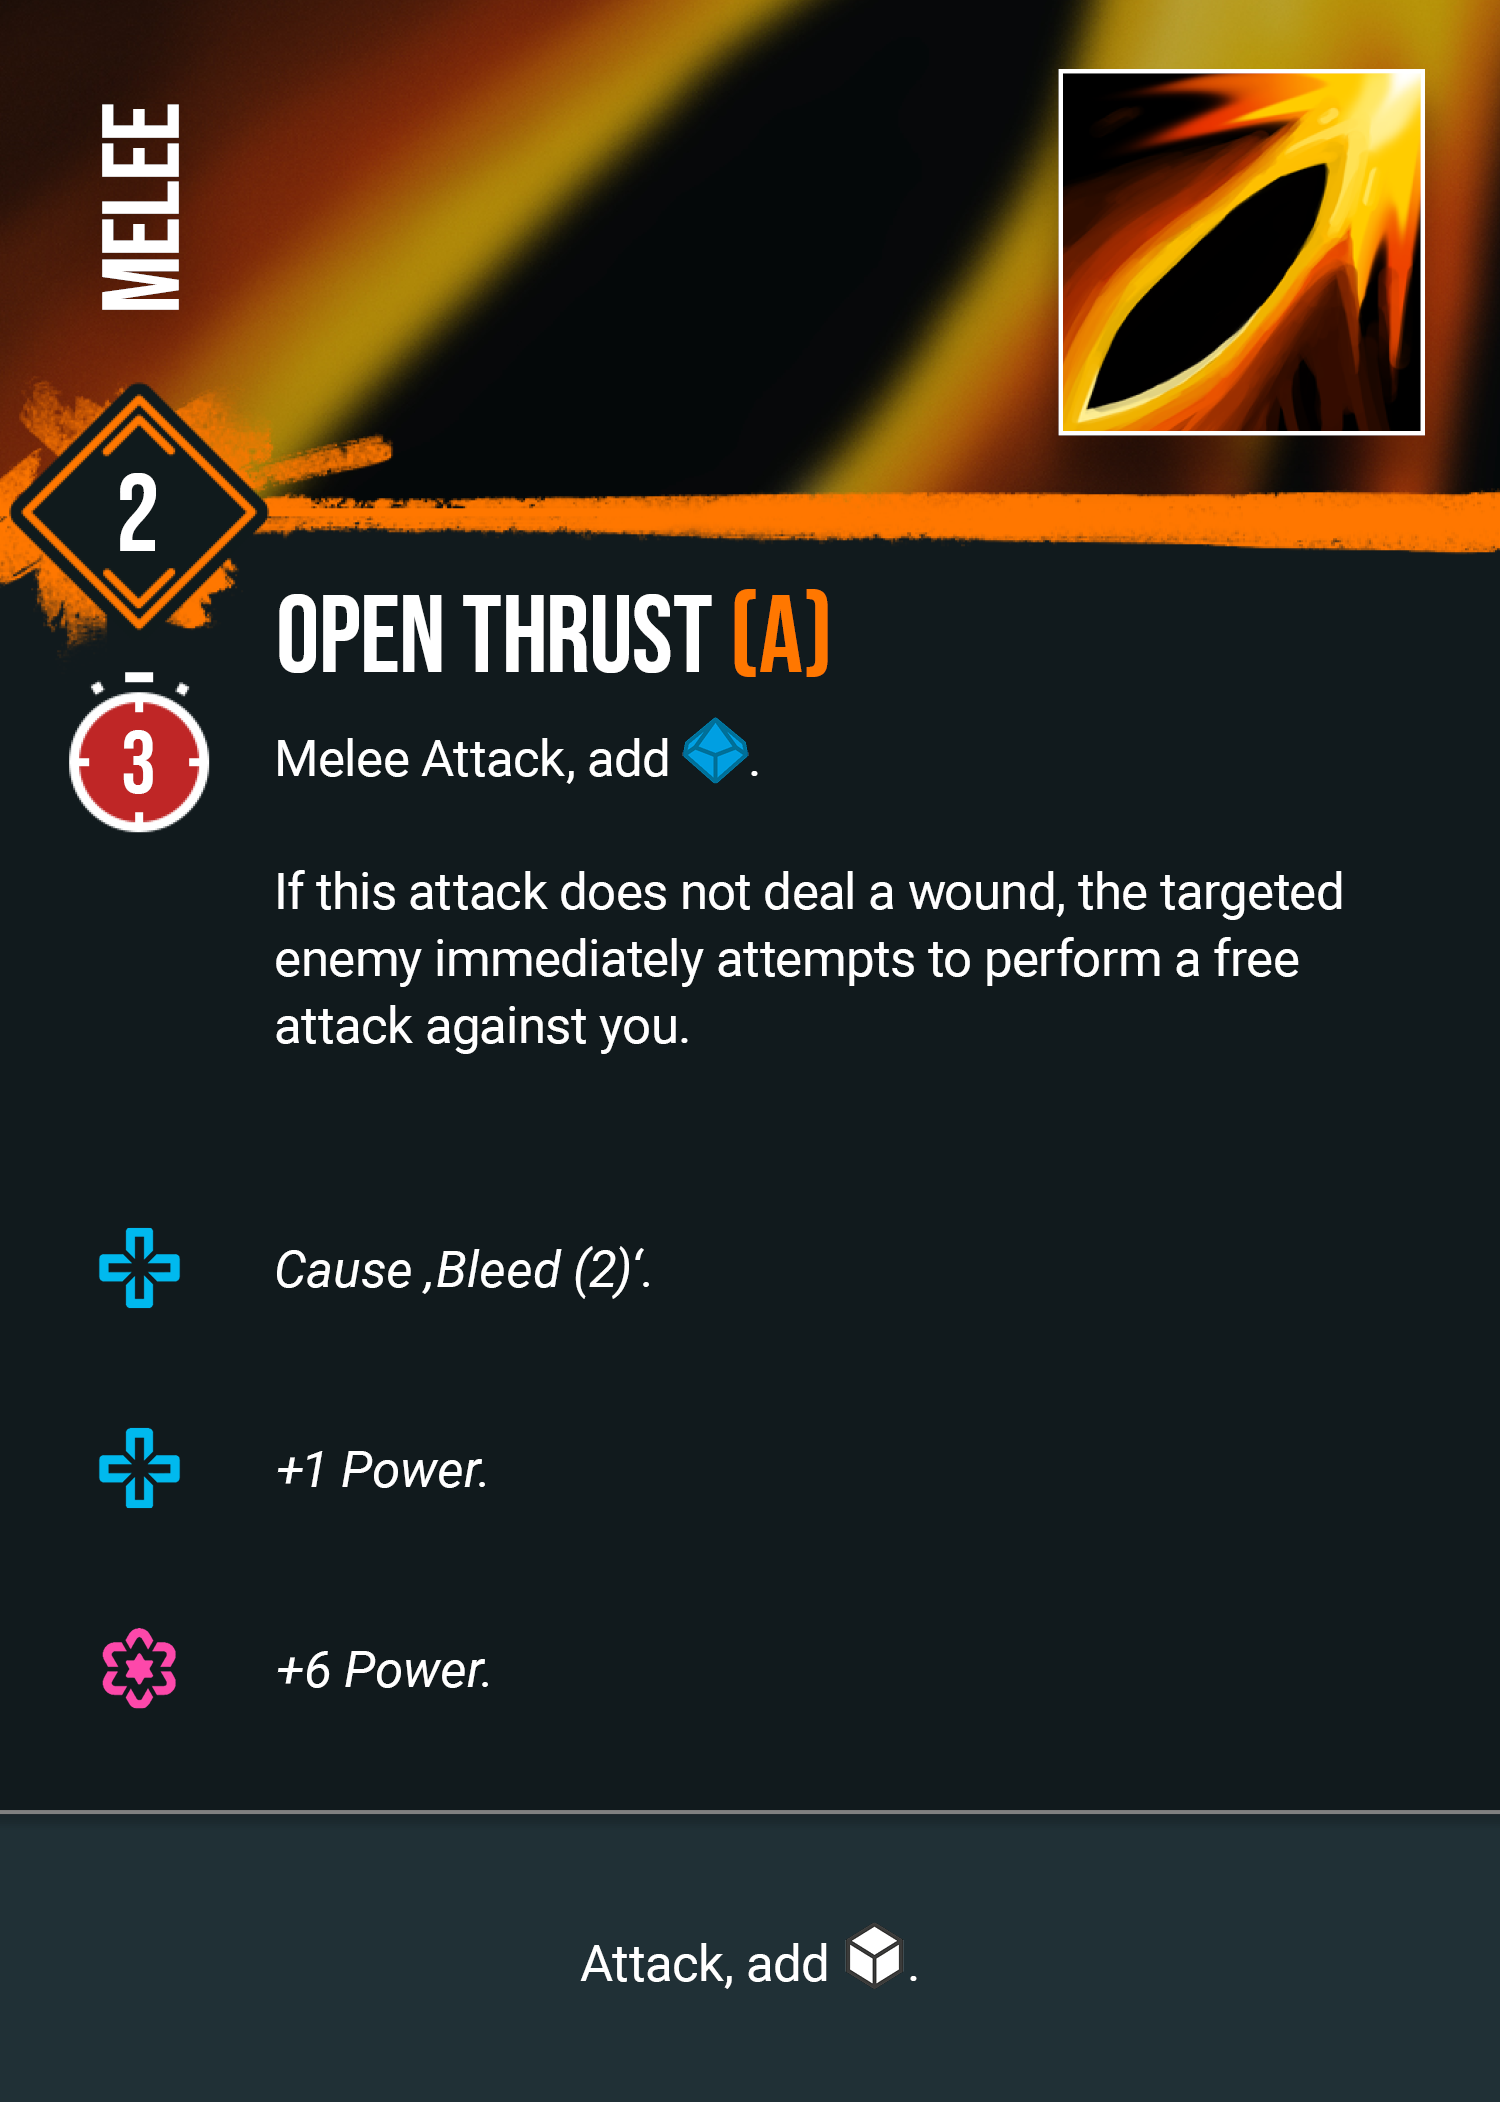 MELEE
2
OPEN THRUST (A)
3
Melee Attack, add .
If this attack does not deal a wound, the targeted
enemy immediately attempts to perform a free
attack against you.
Cause ‚Bleed (2)‘.
+1 Power.
+6 Power.
Attack, add .